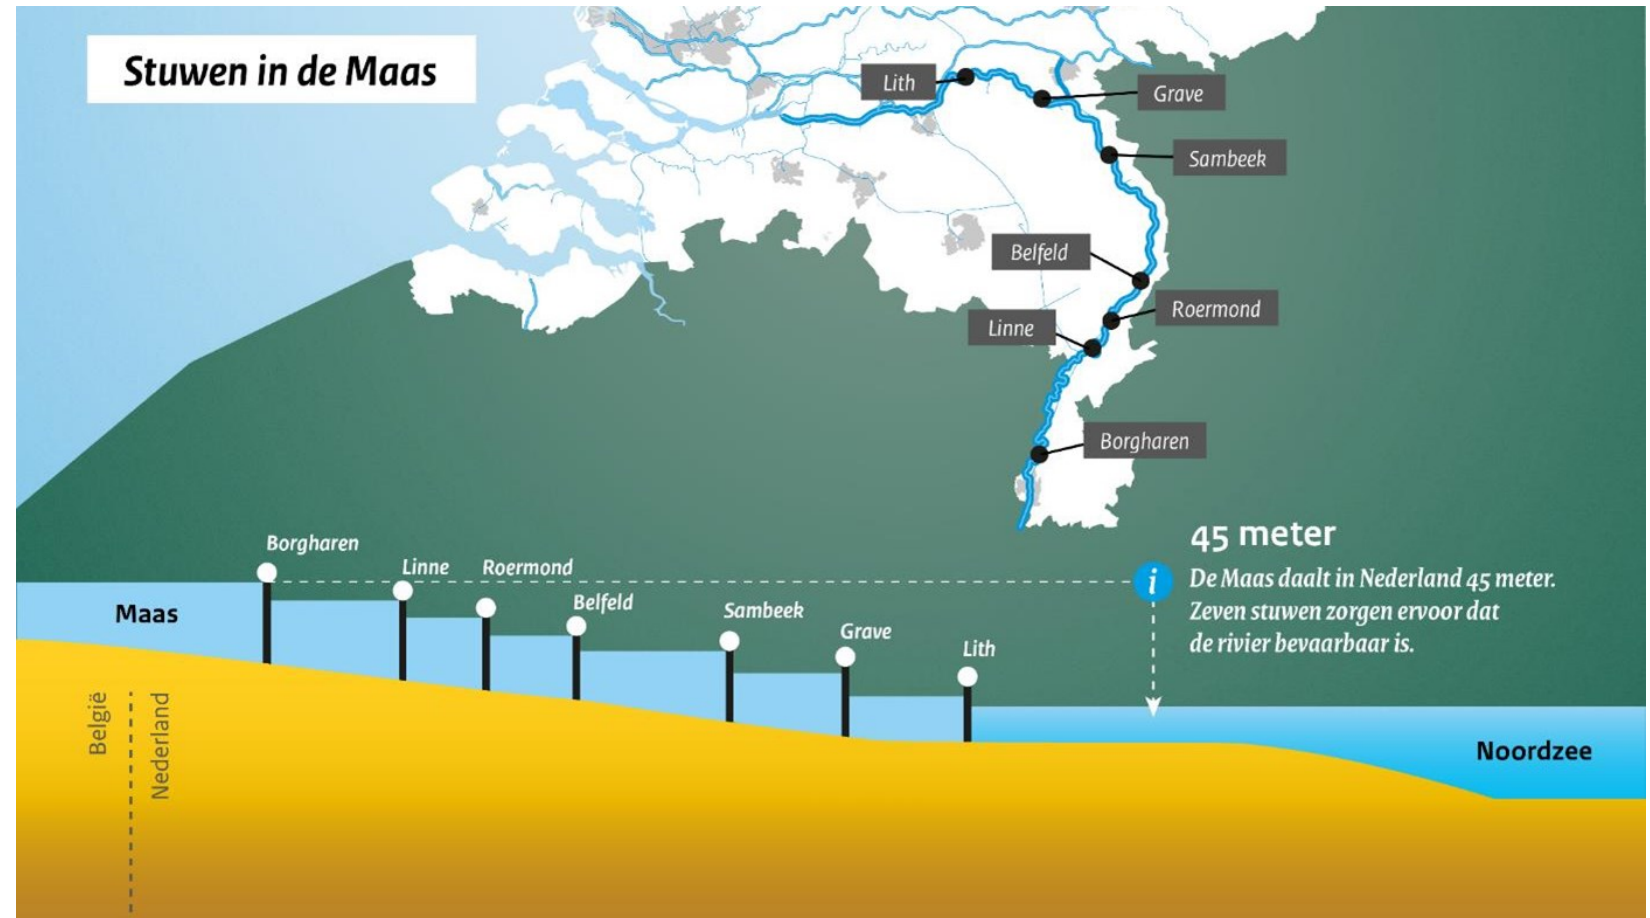 Stuwen in de Maas
Lith
Grave
Sambeek
Belfeld
Roermond
Linne
Borgharen
45 meter
De Maas daalt in Nederland 45 meter.
Zeven stuwen zorgen ervoor dat
de rivier bevaarbaar is.
i
Borgharen
Linne
Roermond
Belfeld
Sambeek
Grave
Lith
Maas
België
Nederland
Noordzee